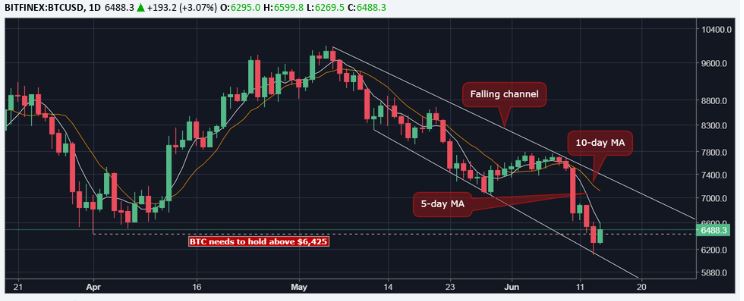 BITFINEX:BTCUSD, 1D 6488.3 ▲ +193.2 (+3.07%) O:6295.0 H:6599.8 L:6269.5 C:6488.3
10400.0
9600.0
Falling channel
8800.0
8200.0
10-day MA
7800.0
7400.0
5-day MA
7000.0
6600.0
6488.3
BTC needs to hold above $6,425
6200.0
5880.0
21
Apr
16
May
14
23
Jun
11
20